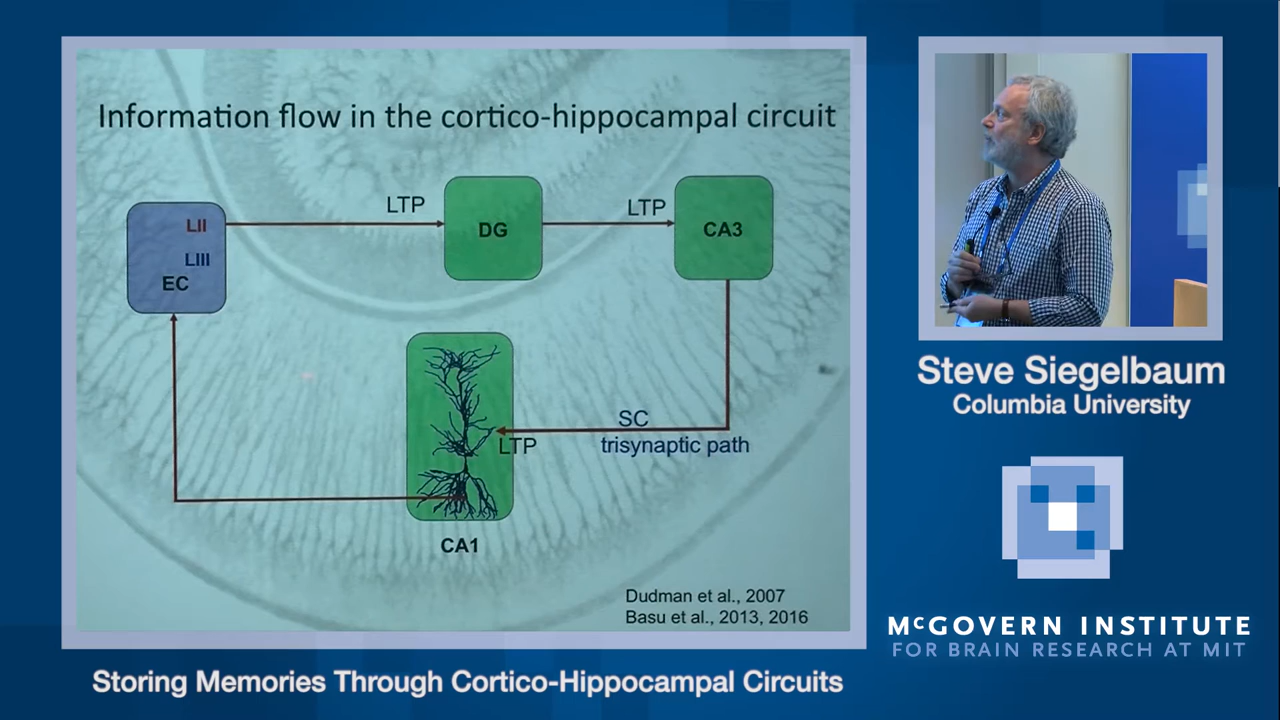 Information flow in the cortico-hippocampal circuit
LTP
LTP
LII
LIII
EC
DG
CA3
SC
LTP
trisynaptic path
CA1
Dudman et al., 2007
Basu et al., 2013, 2016
Steve Siegelbaum
Columbia University
McGOVERN INSTITUTE
FOR BRAIN RESEARCH AT MIT
Storing Memories Through Cortico-Hippocampal Circuits